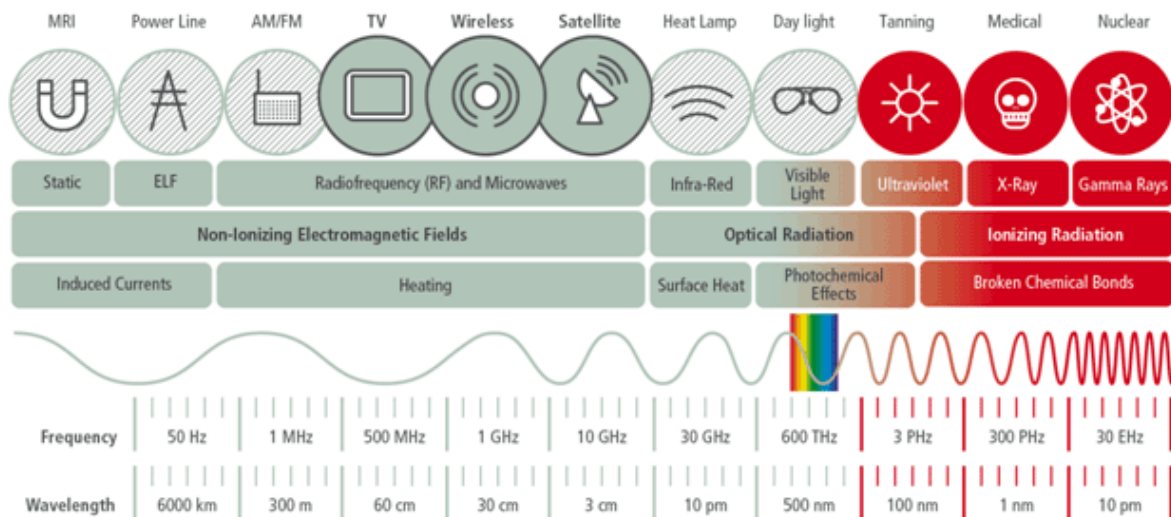 MRI Power Line AM/FM TV Wireless Satellite Heat Lamp Day light Tanning Medical Nuclear
Static ELF Radiofrequency (RF) and Microwaves Infra-Red Visible Light Ultraviolet X-Ray Gamma Rays
Non-Ionizing Electromagnetic Fields Optical Radiation Ionizing Radiation
Induced Currents Heating Surface Heat Photochemical Effects Broken Chemical Bonds
Frequency 50 Hz 1 MHz 500 MHz 1 GHz 10 GHz 30 GHz 600 THz 3 PHz 300 PHz 30 EHz
Wavelength 6000 km 300 m 60 cm 30 cm 3 cm 10 pm 500 nm 100 nm 1 nm 10 pm